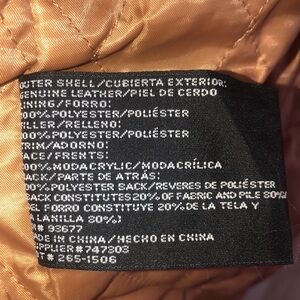 OUTER SHELL/CUBIERTA EXTERIOR:
GENUINE LEATHER/PIEL DE CERDO
LINING/FORRO:
100% POLYESTER/POLIÉSTER
FILLER/RELLENO:
100% POLYESTER/POLIÉSTER
TRIM/ADORNO:
FACE/FRENTS:
100% MODACRYLIC/MODACRÍLICA
BACK/PARTE DE ATRÁS:
100% POLYESTER BACK/REVERES DE POLIÉSTER
BACK CONSTITUTES 20% OF FABRIC AND PILE 80%
EL FORRO CONSTITUYE 20% DE LA TELA Y
LA LANILLA 80%)
# 93677
MADE IN CHINA/HECHO EN CHINA
SUPPLIER# 747303
# 265-1506